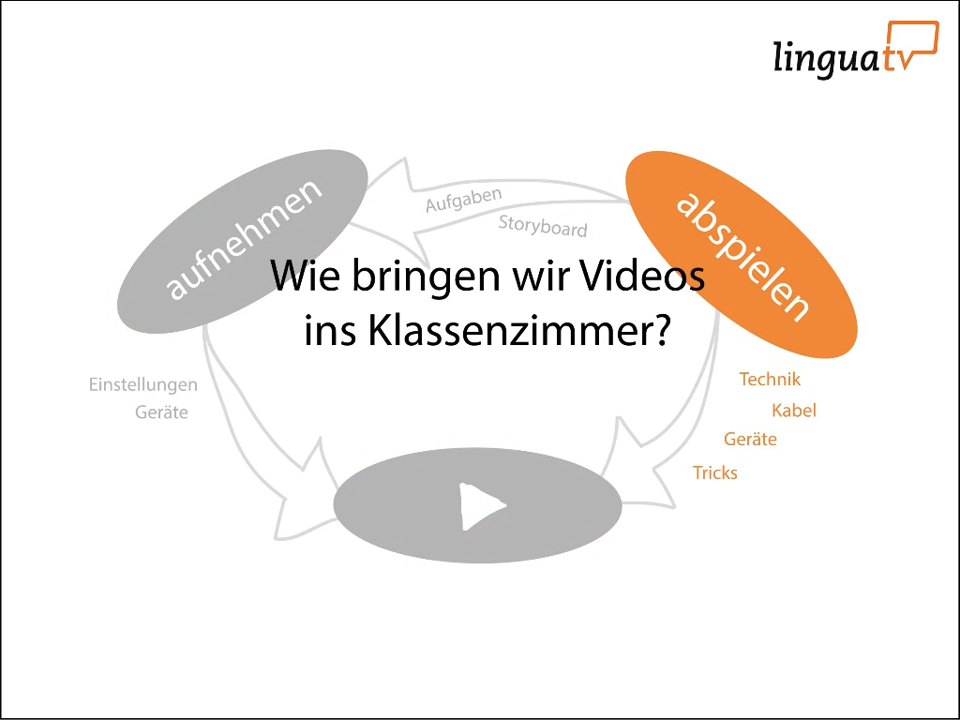 linguatv
aufnehmen
Aufgaben
Storyboard
abspielen
Wie bringen wir Videos
ins Klassenzimmer?
Einstellungen
Geräte
Technik
Kabel
Geräte
Tricks